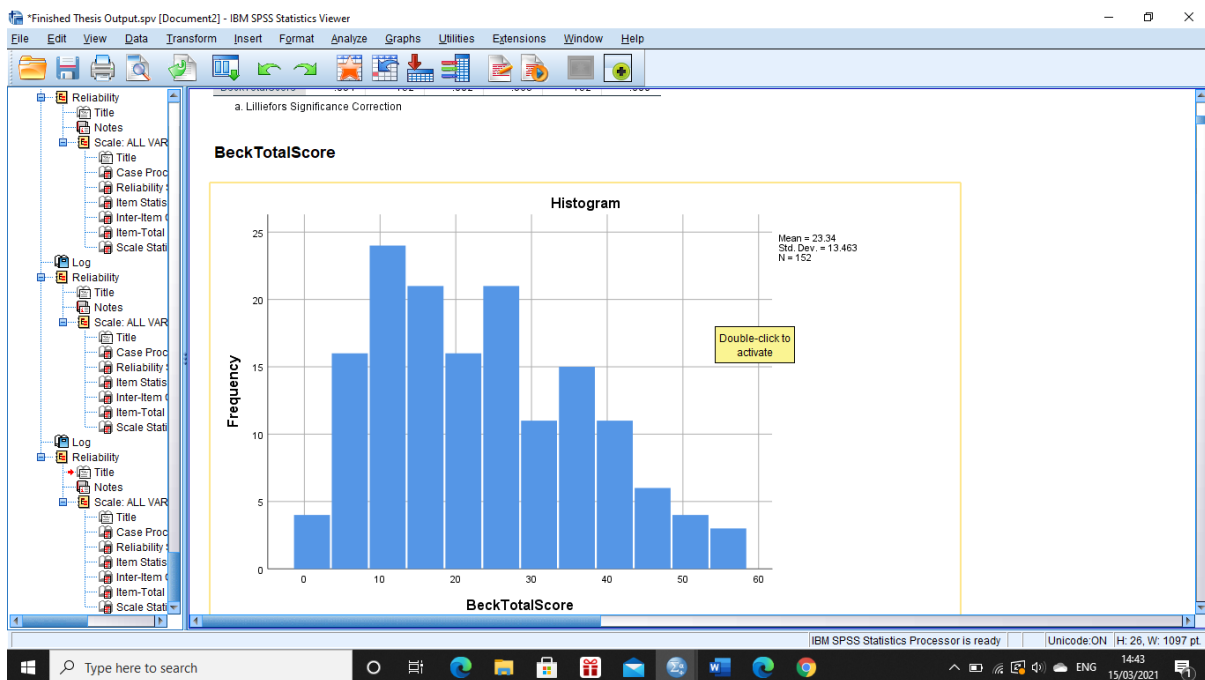 *Finished Thesis Output.spv [Document2] - IBM SPSS Statistics Viewer
File Edit View Data Transform Insert Format Analyze Graphs Utilities Extensions Window Help
Reliability
Title
Notes
Scale: ALL VAR
Title
Case Proc
Reliability
Item Statis
Inter-Item
Item-Total
Scale Stati
Log
Reliability
Title
Notes
Scale: ALL VAR
Title
Case Proc
Reliability
Item Statis
Inter-Item
Item-Total
Scale Stati
Log
Reliability
Title
Notes
Scale: ALL VAR
Title
Case Proc
Reliability
Item Statis
Inter-Item
Item-Total
Scale Stati
a. Lilliefors Significance Correction
BeckTotalScore
Histogram
Mean = 23.34
Std. Dev. = 13.463
N = 152
Double-click to
activate
Frequency
25
20
15
10
5
0
0 10 20 30 40 50 60
BeckTotalScore
IBM SPSS Statistics Processor is ready Unicode:ON H: 26, W: 1097 pt.
Type here to search
ENG
14:43
15/03/2021